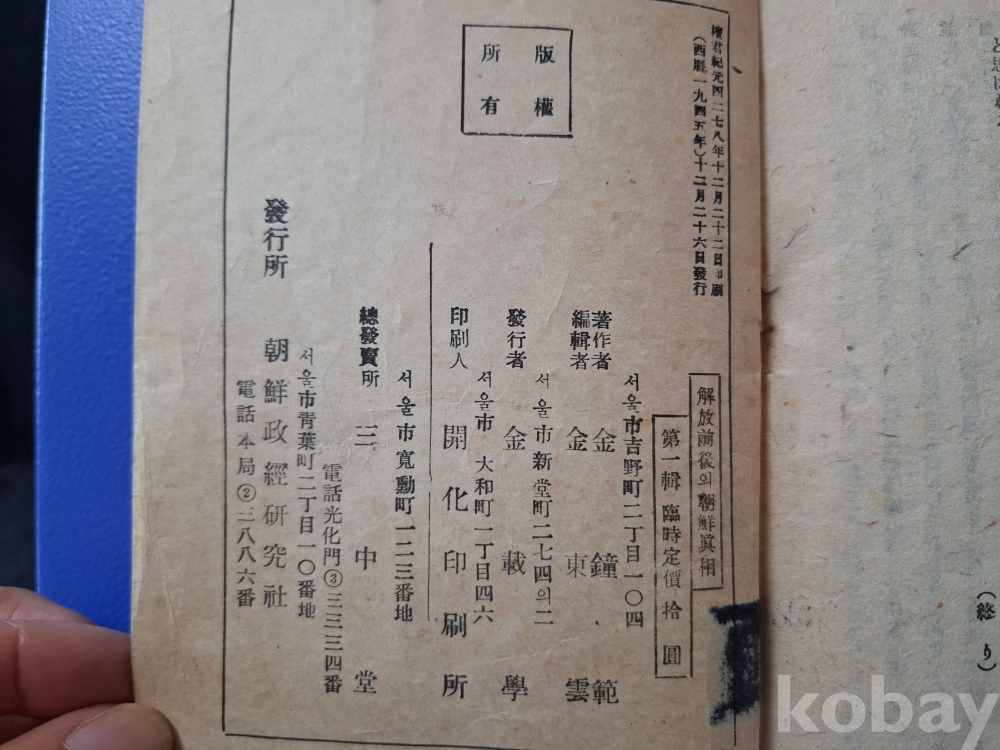 檀君紀元四二七八年十二月二十二日印刷
(西曆一九四五年)十二月二十六日發行
版權
所有
解放前後의朝鮮眞相
第一輯 臨時定價 拾圓
서울市吉野町二丁目一〇四
著作者 金鐘範
編輯者 金東雲
서울市新堂町二七四의二
發行者 金載學
서울市 大和町一丁目四六
印刷人 開化印刷所
서울市寬勳町一二三番地
總發賣所 三中堂
電話光化門③三三三四番
서울市靑葉町二丁目一〇番地
發行所 朝鮮政經硏究社
電話本局②二三八八六番
(終り)
kobay